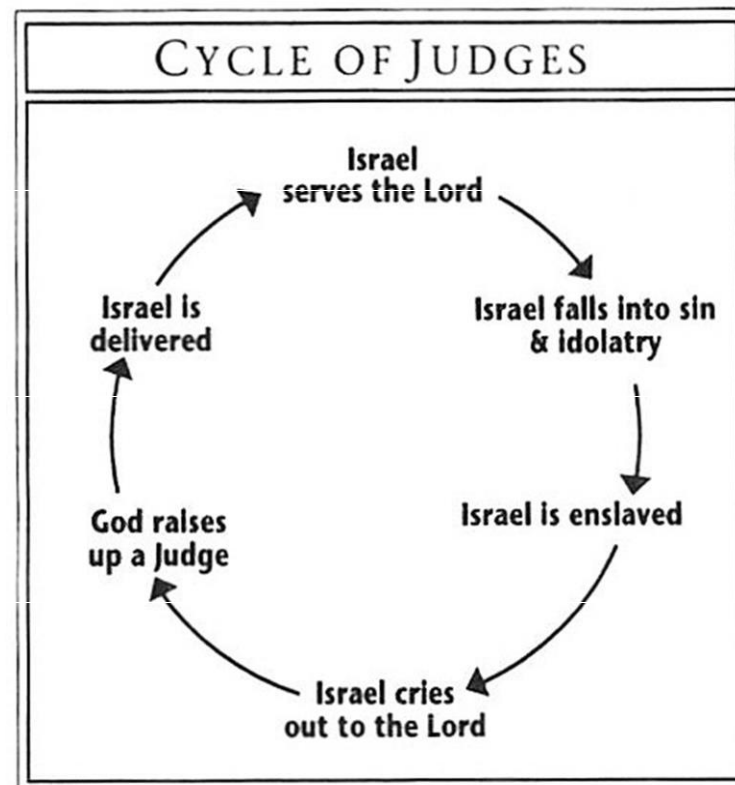 CYCLE OF JUDGES
Israel
serves the Lord
Israel falls into sin
& idolatry
Israel is enslaved
Israel cries
out to the Lord
God raises
up a Judge
Israel is
delivered